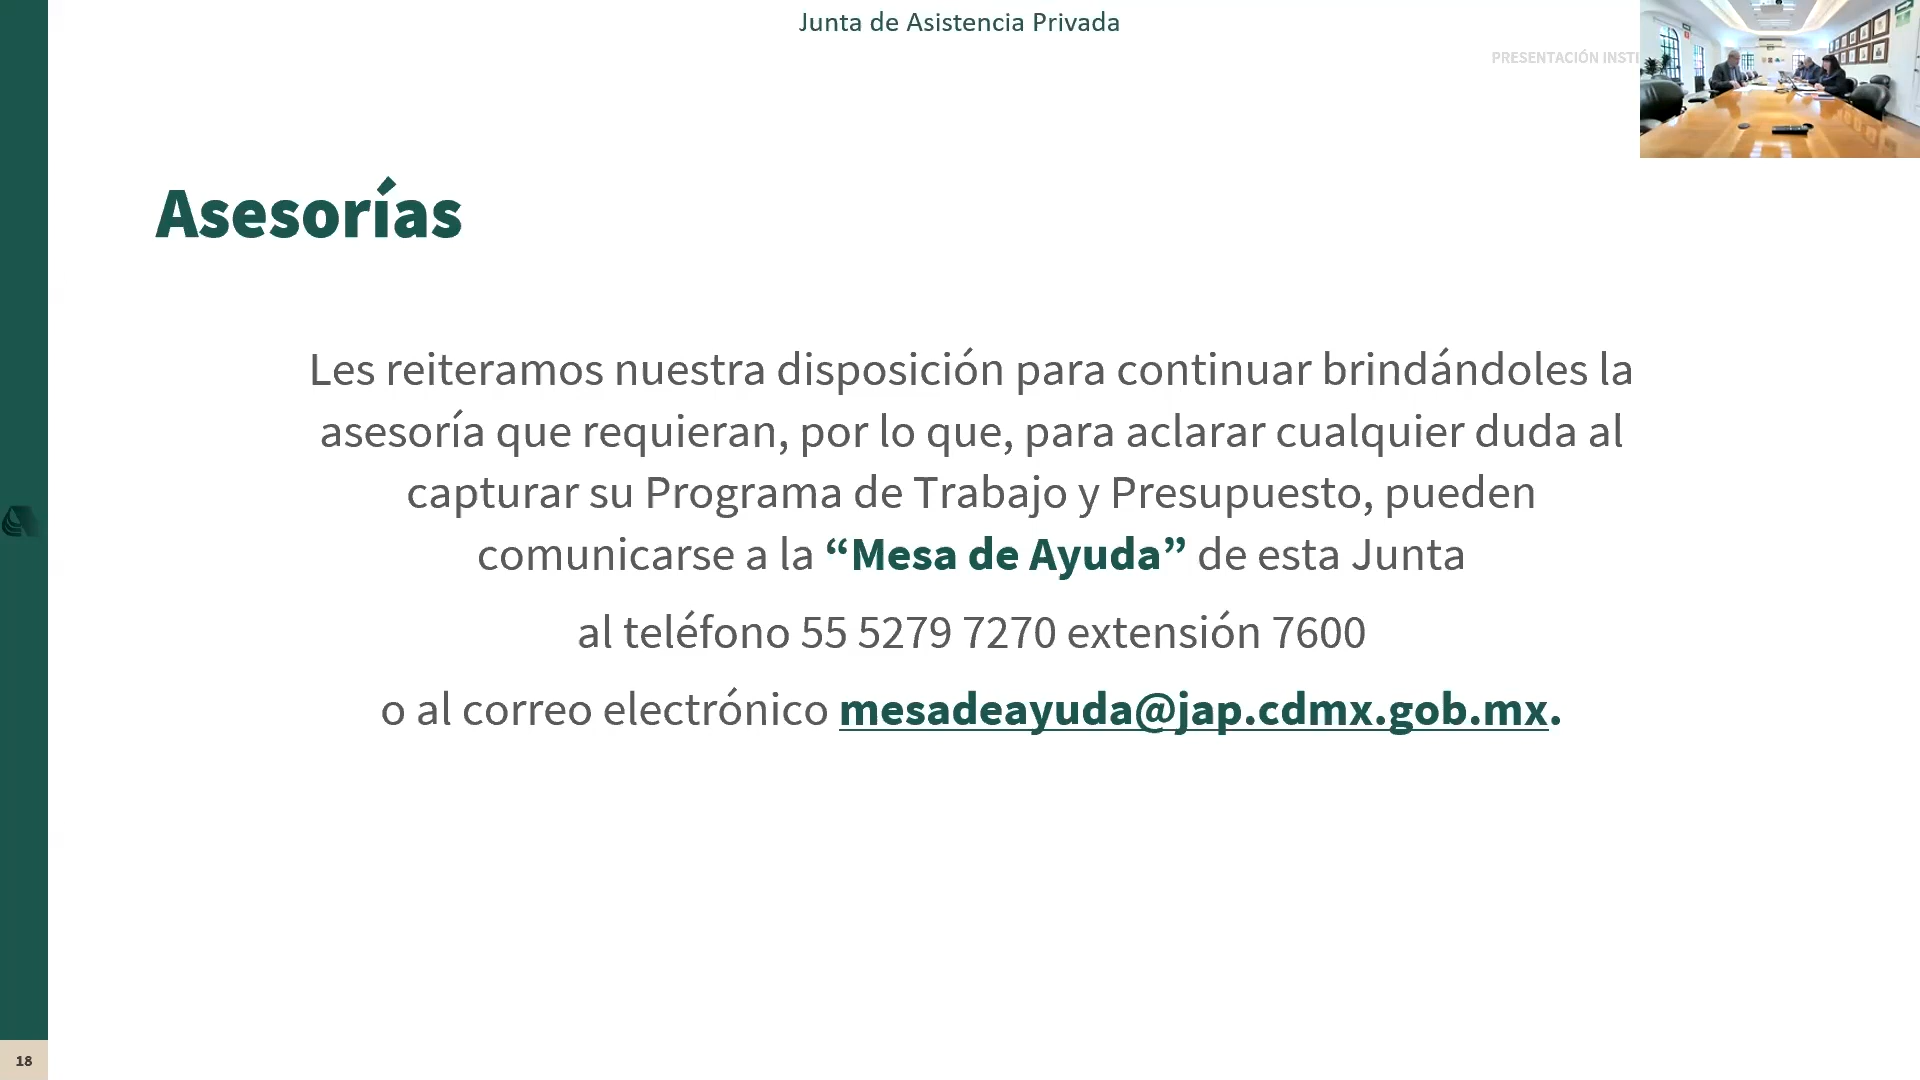 Junta de Asistencia Privada
PRESENTACIÓN
Asesorías
Les reiteramos nuestra disposición para continuar brindándoles la
asesoría que requieran, por lo que, para aclarar cualquier duda al
capturar su Programa de Trabajo y Presupuesto, pueden
comunicarse a la “Mesa de Ayuda” de esta Junta
al teléfono 55 5279 7270 extensión 7600
o al correo electrónico mesadeayuda@jap.cdmx.gob.mx.
18